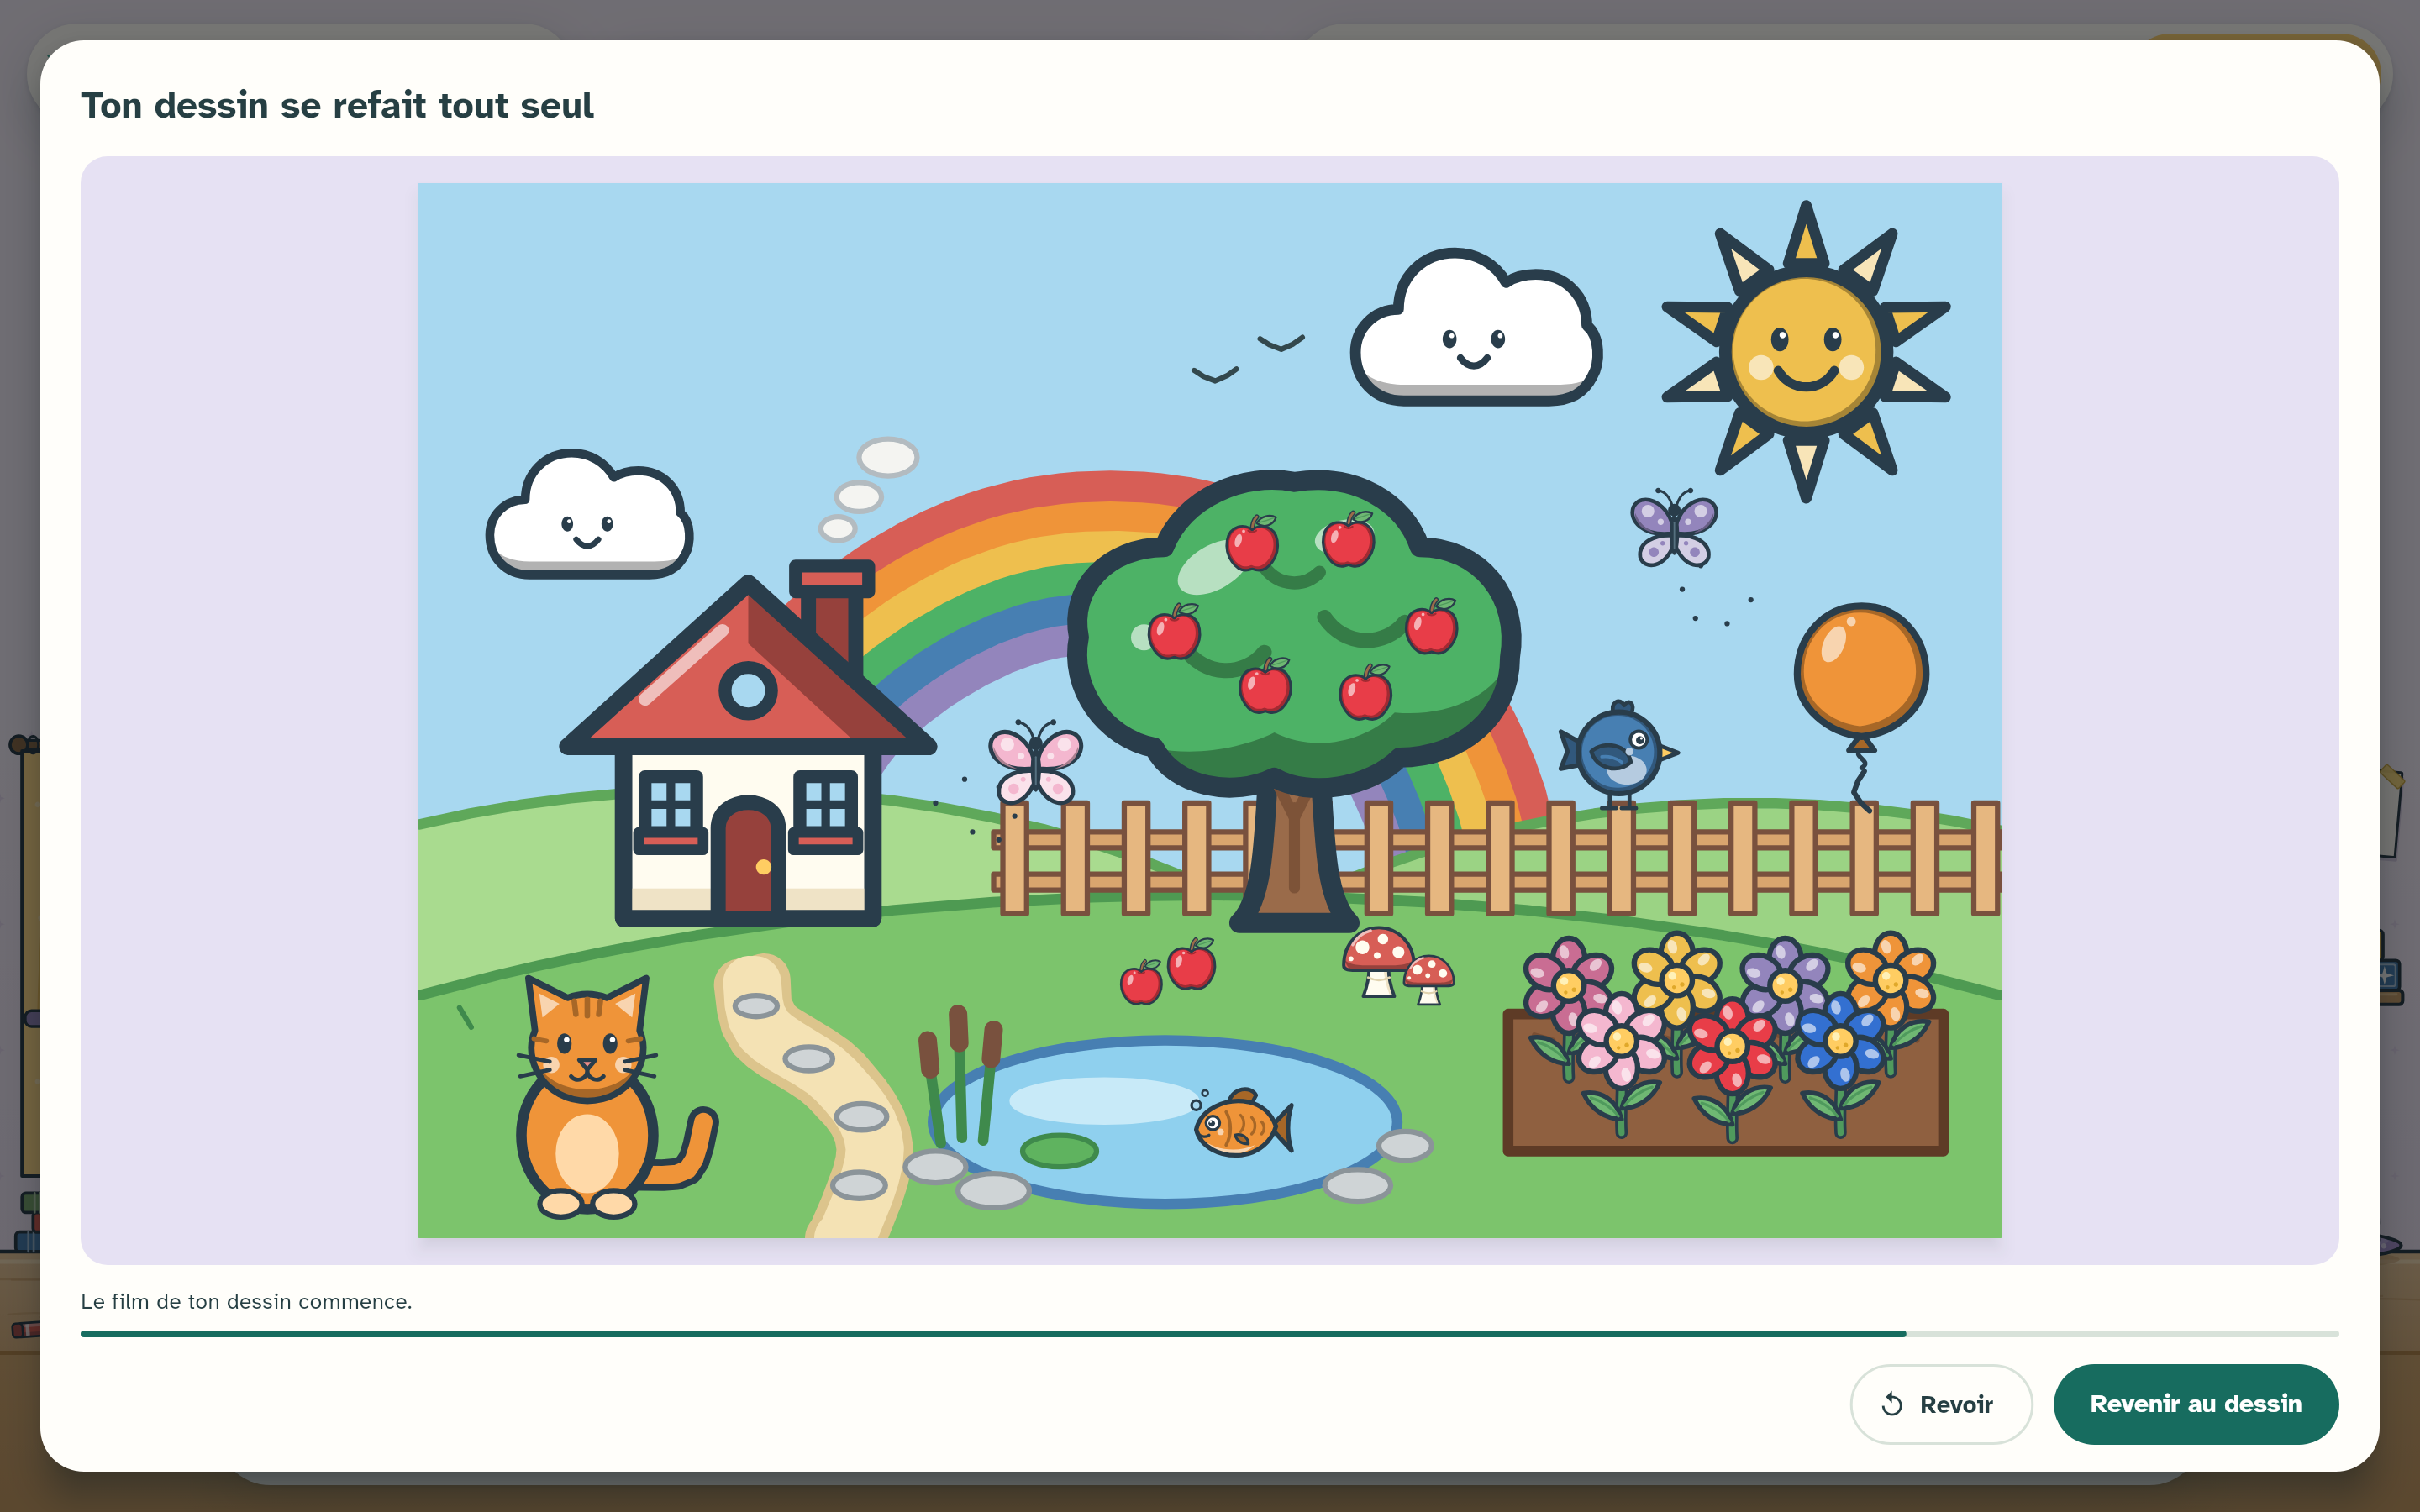 Ton dessin se refait tout seul
Le film de ton dessin commence.
Revoir
Revenir au dessin